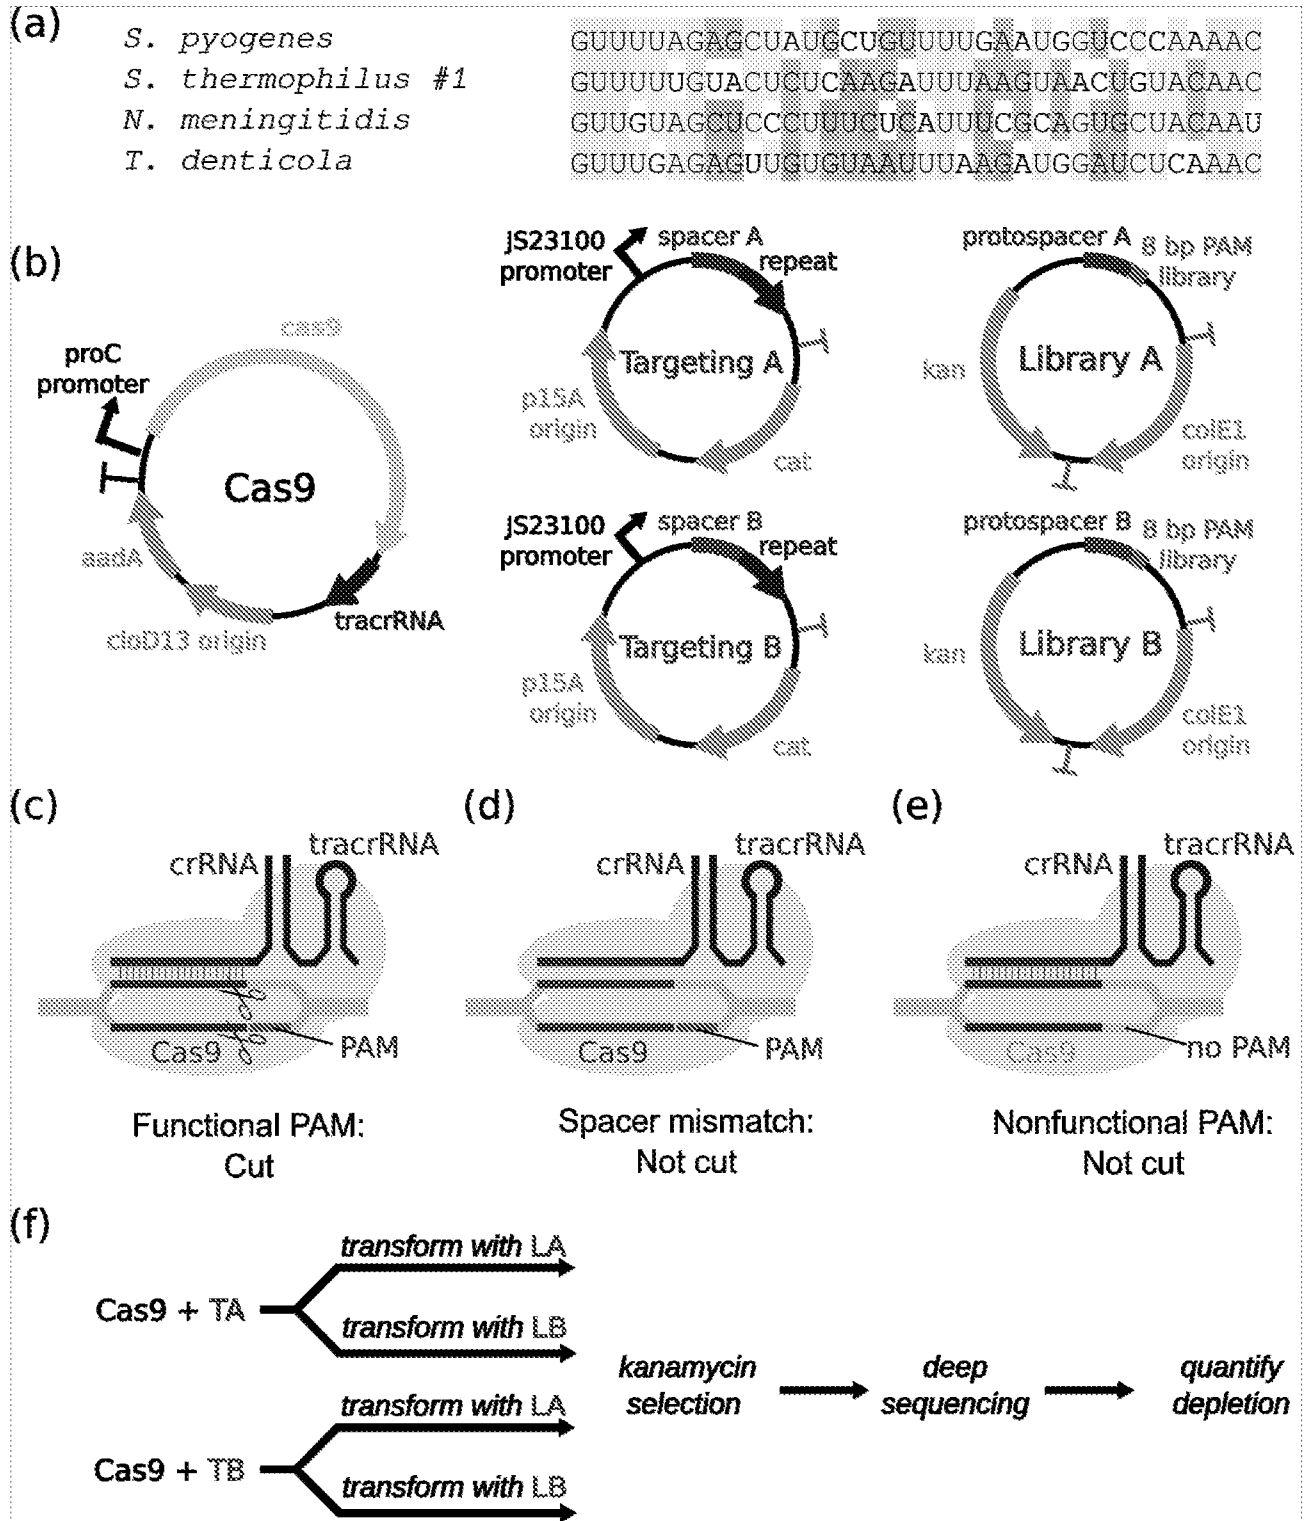 (a)
S. pyogenes GUUUUAGAGCUAUGCUGUUUUGAAUGGUCCCAAAAC
S. thermophilus #1 GUUUUUGUACUCUCAAGAUUUAAGUAACUGUACAAC
N. meningitidis GUUGUAGCUCCCUUUCUCAUUUCGCAGUGCUACAAU
T. denticola GUUUGAGAGUUGUGUAAUUUAAGAUGGAUCUCAAAC
(b)
cas9
proC
promoter
Cas9
aadA
cloD13 origin
tracrRNA
JS23100
promoter
spacer A
repeat
Targeting A
p15A
origin
cat
protospacer A
8 bp PAM
library
kan
Library A
colE1
origin
JS23100
promoter
spacer B
repeat
Targeting B
p15A
origin
cat
protospacer B
8 bp PAM
library
kan
Library B
colE1
origin
(c)
crRNA
tracrRNA
Cas9
PAM
Functional PAM:
Cut
(d)
crRNA
tracrRNA
Cas9
PAM
Spacer mismatch:
Not cut
(e)
crRNA
tracrRNA
Cas9
no PAM
Nonfunctional PAM:
Not cut
(f)
Cas9 + TA
transform with LA
transform with LB
Cas9 + TB
transform with LA
transform with LB
kanamycin
selection
deep
sequencing
quantify
depletion